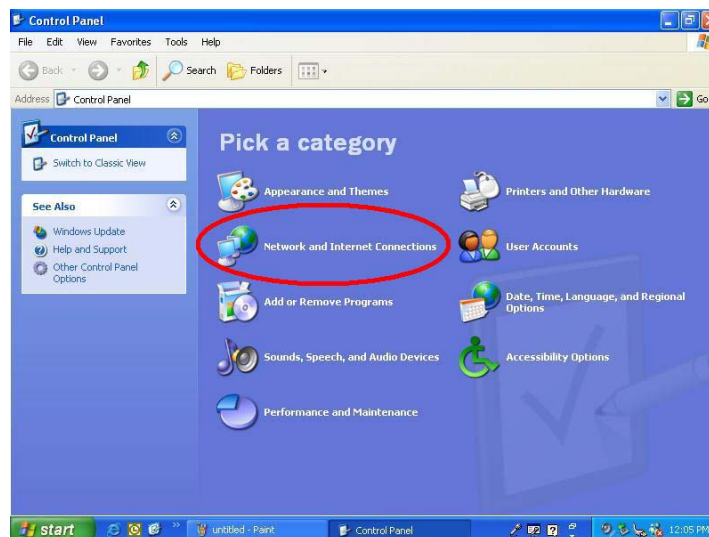 Control Panel
File Edit View Favorites Tools Help
Back Search Folders
Address Control Panel Go
Control Panel
Switch to Classic View
See Also
Windows Update
Help and Support
Other Control Panel
Options
Pick a category
Appearance and Themes
Printers and Other Hardware
Network and Internet Connections
User Accounts
Add or Remove Programs
Date, Time, Language, and Regional
Options
Sounds, Speech, and Audio Devices
Accessibility Options
Performance and Maintenance
start untitled - Paint Control Panel 12:05 PM